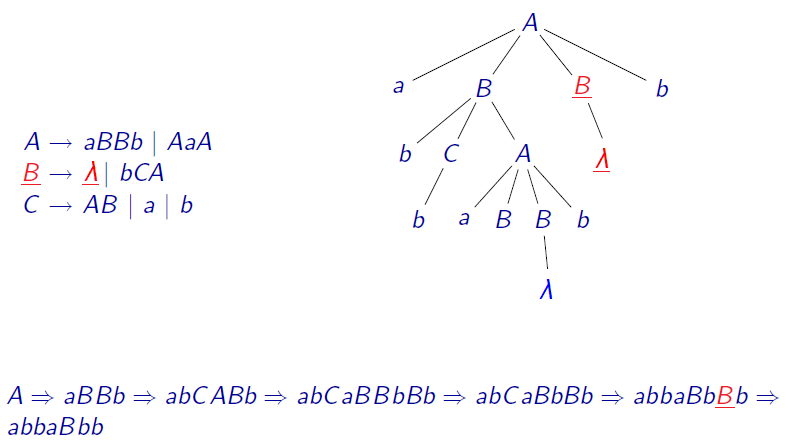 A
a B B b
A → aBBb | AaA
b C A λ
B → λ | bCA
C → AB | a | b
b a B B b
λ
A ⇒ aBBb ⇒ abCABb ⇒ abCaBBbBb ⇒ abCaBbBb ⇒ abbaBbBb ⇒
abbaBbb